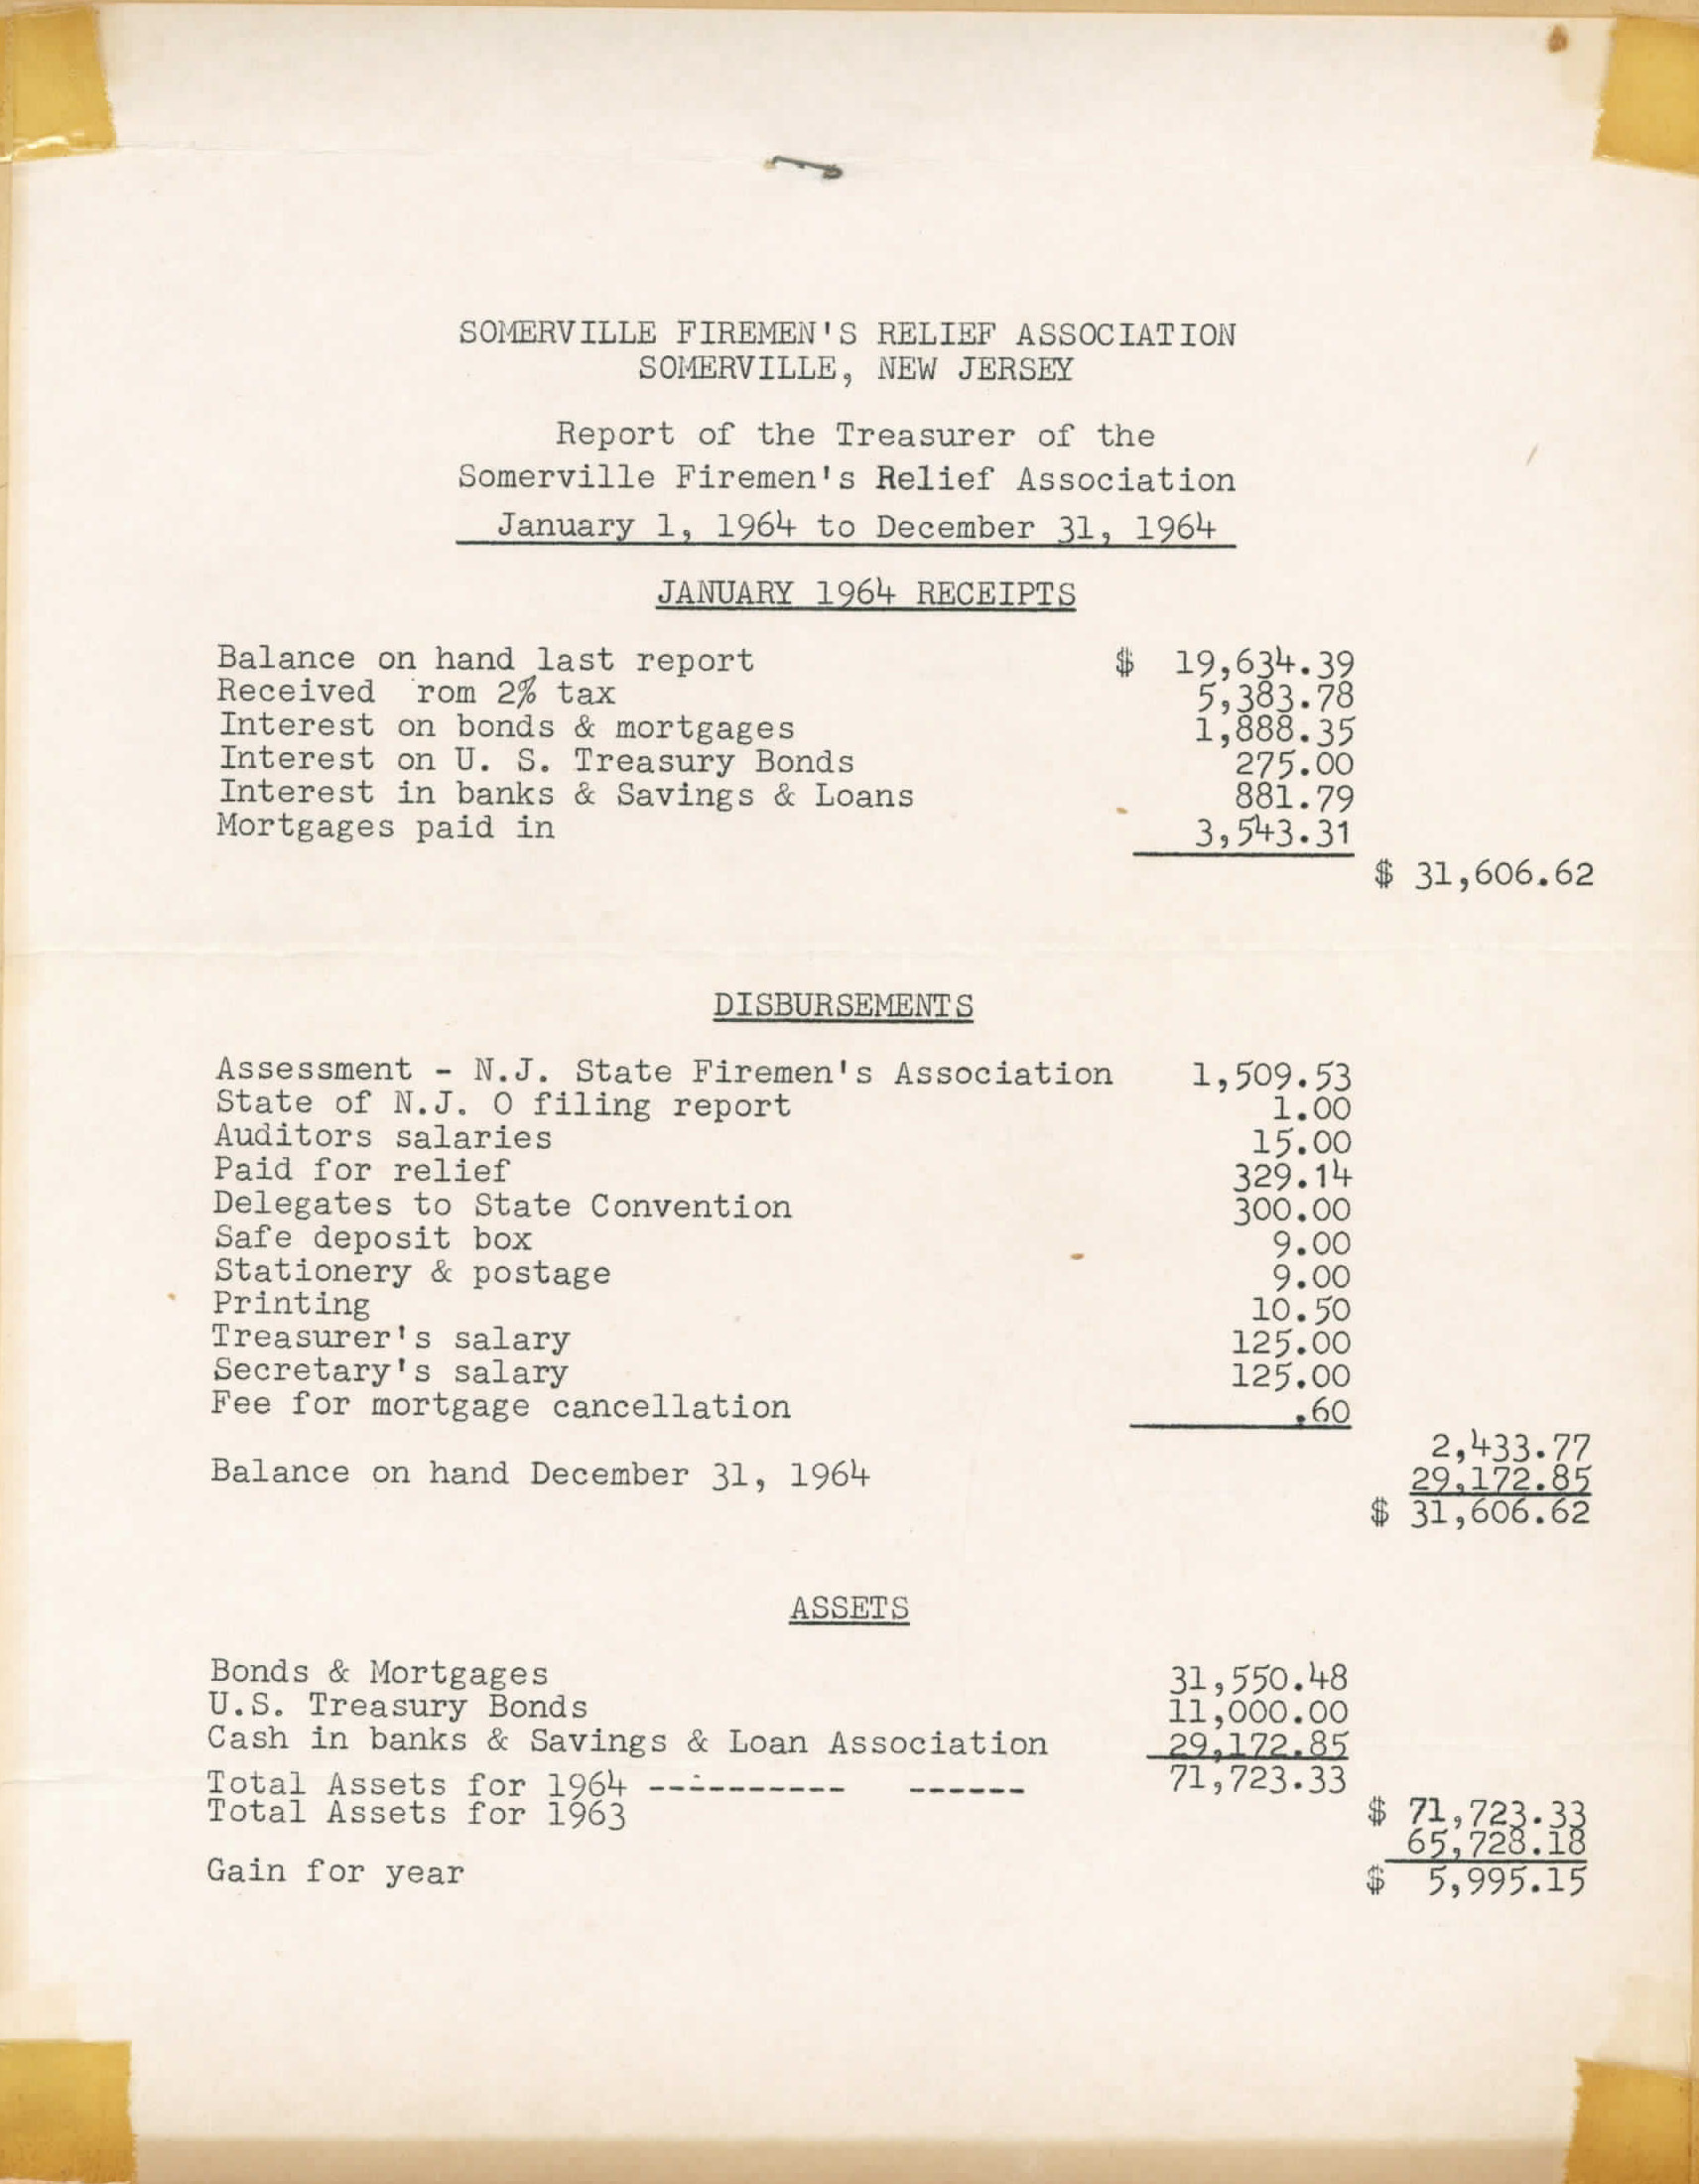 SOMERVILLE FIREMEN'S RELIEF ASSOCIATION
SOMERVILLE, NEW JERSEY
Report of the Treasurer of the
Somerville Firemen's Relief Association
January 1, 1964 to December 31, 1964
JANUARY 1964 RECEIPTS
Balance on hand last report $ 19,634.39
Received rom 2% tax 5,383.78
Interest on bonds & mortgages 1,888.35
Interest on U. S. Treasury Bonds 275.00
Interest in banks & Savings & Loans 881.79
Mortgages paid in 3,543.31
$ 31,606.62
DISBURSEMENTS
Assessment - N.J. State Firemen's Association 1,509.53
State of N.J. O filing report 1.00
Auditors salaries 15.00
Paid for relief 329.14
Delegates to State Convention 300.00
Safe deposit box 9.00
Stationery & postage 9.00
Printing 10.50
Treasurer's salary 125.00
Secretary's salary 125.00
Fee for mortgage cancellation .60
2,433.77
Balance on hand December 31, 1964 29,172.85
$ 31,606.62
ASSETS
Bonds & Mortgages 31,550.48
U.S. Treasury Bonds 11,000.00
Cash in banks & Savings & Loan Association 29,172.85
Total Assets for 1964 ---------- ------ 71,723.33
$ 71,723.33
Total Assets for 1963 65,728.18
Gain for year $ 5,995.15